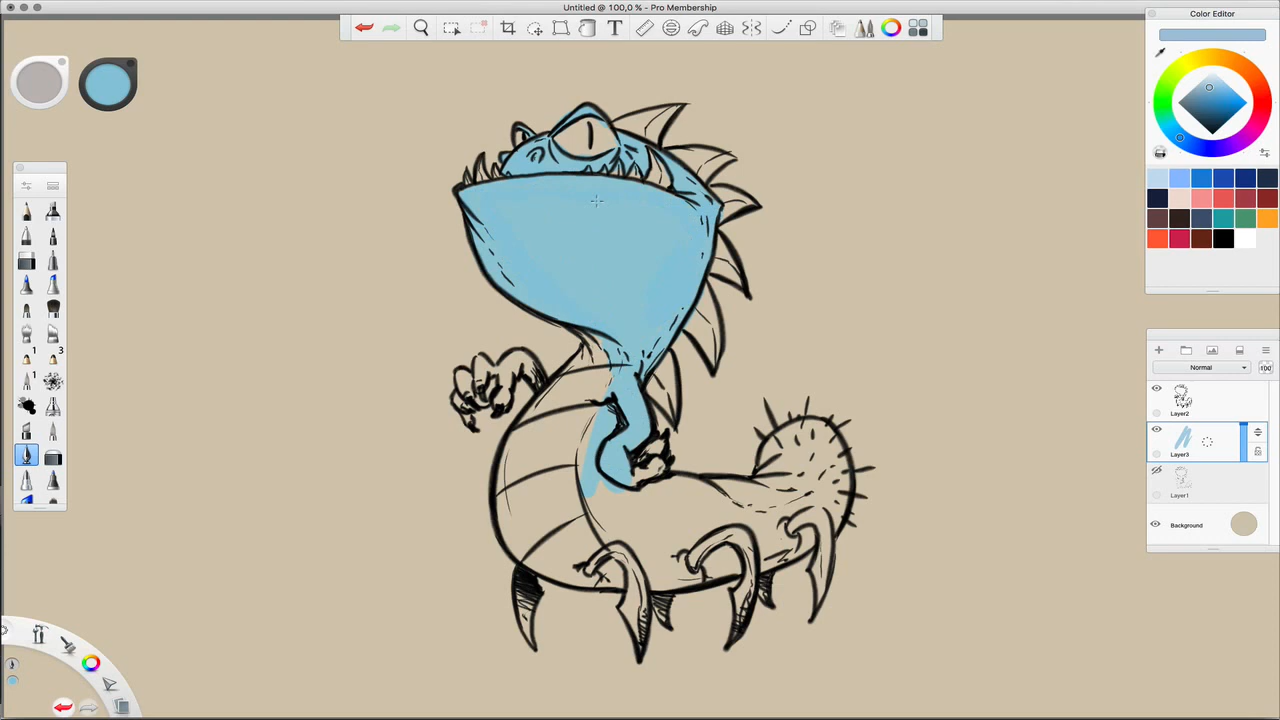 Untitled @ 100,0 % - Pro Membership
Color Editor
T
1
3
1
Normal
100
Layer2
Layer3
Layer1
Background